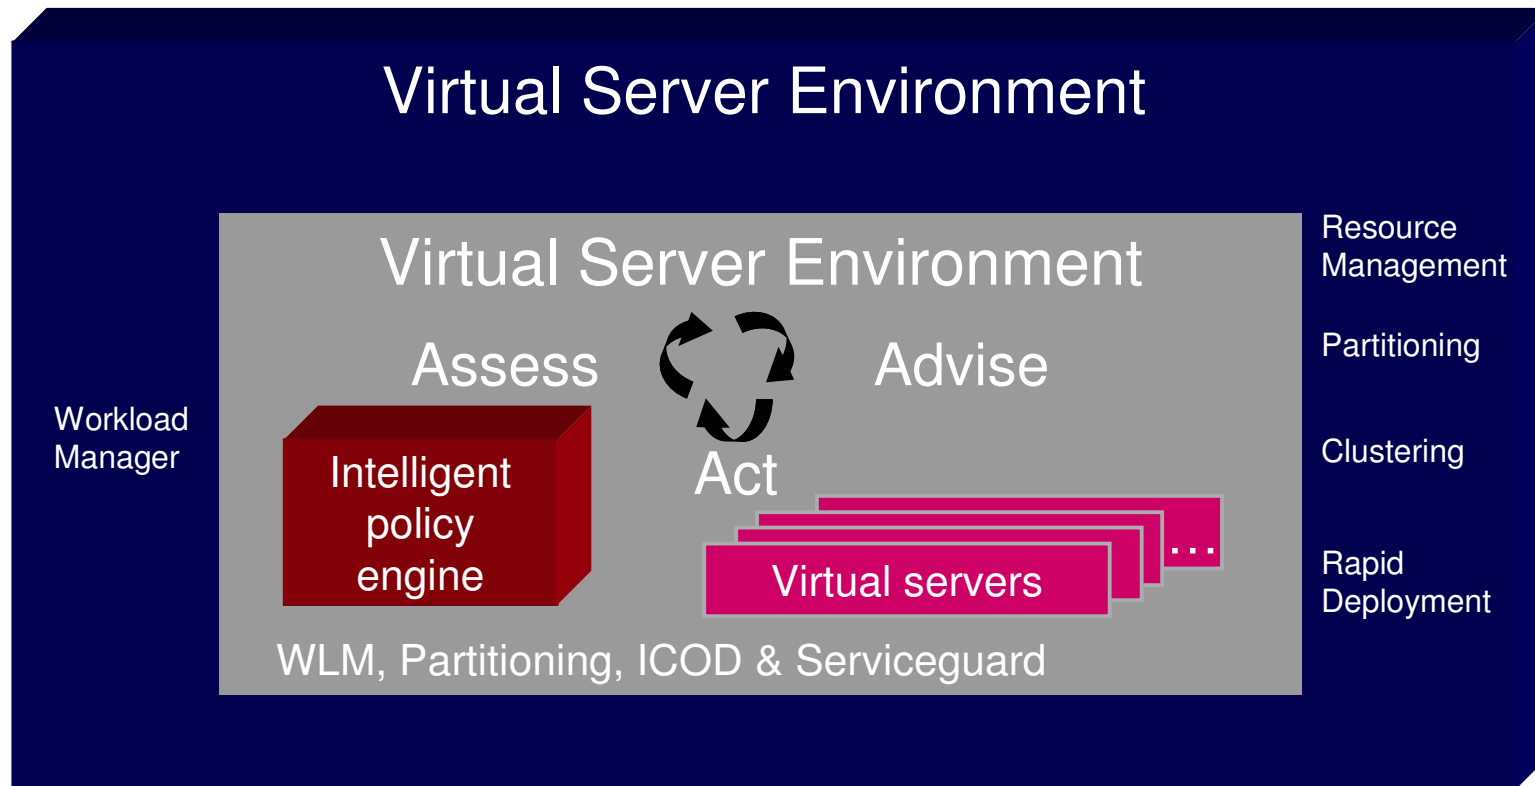 Virtual Server Environment
Virtual Server Environment
Assess
Advise
Act
Workload
Manager
Intelligent
policy
engine
Virtual servers
...
WLM, Partitioning, ICOD & Serviceguard
Resource
Management
Partitioning
Clustering
Rapid
Deployment